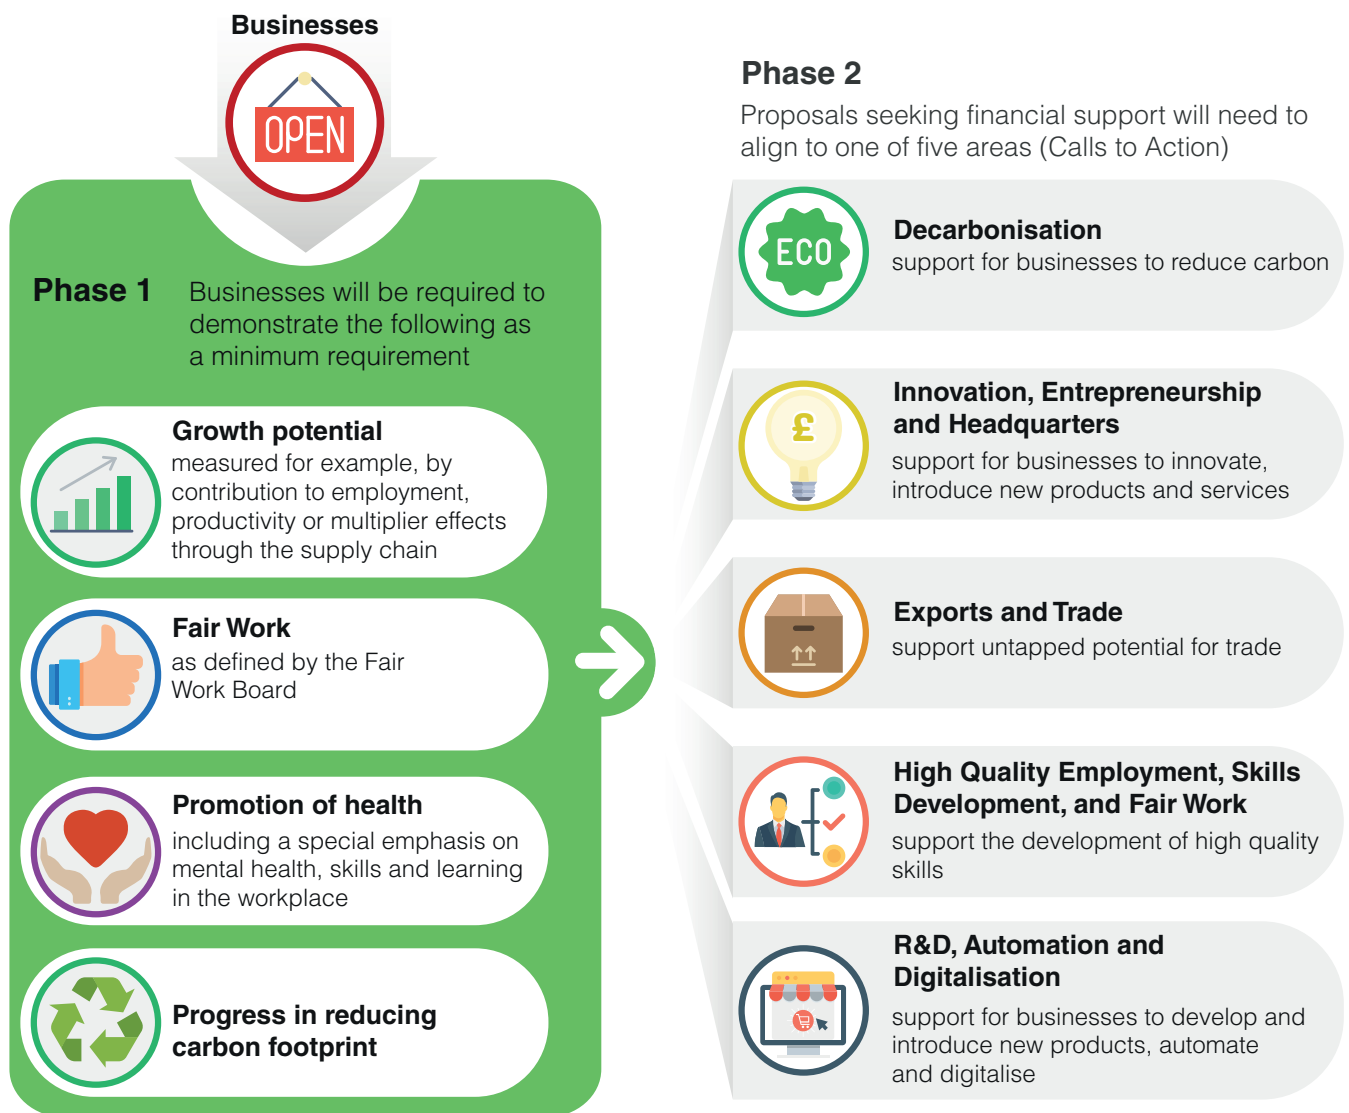 Businesses
OPEN
Phase 1
Businesses will be required to
demonstrate the following as
a minimum requirement
Growth potential
measured for example, by
contribution to employment,
productivity or multiplier effects
through the supply chain
Fair Work
as defined by the Fair
Work Board
Promotion of health
including a special emphasis on
mental health, skills and learning
in the workplace
Progress in reducing
carbon footprint
Phase 2
Proposals seeking financial support will need to
align to one of five areas (Calls to Action)
ECO
Decarbonisation
support for businesses to reduce carbon
£
Innovation, Entrepreneurship
and Headquarters
support for businesses to innovate,
introduce new products and services
Exports and Trade
support untapped potential for trade
High Quality Employment, Skills
Development, and Fair Work
support the development of high quality
skills
R&D, Automation and
Digitalisation
support for businesses to develop and
introduce new products, automate
and digitalise